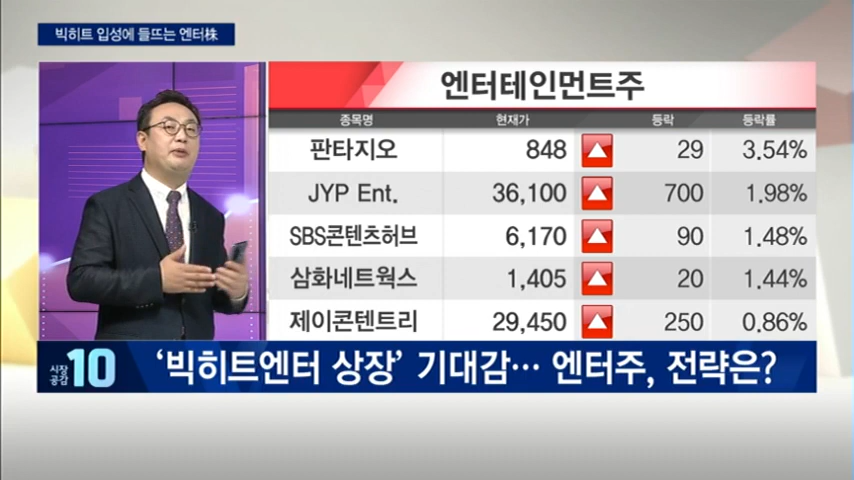 빅히트 입성에 들뜨는 엔터株
엔터테인먼트주
종목명 현재가 등락 등락률
판타지오 848 29 3.54%
JYP Ent. 36,100 700 1.98%
SBS콘텐츠허브 6,170 90 1.48%
삼화네트웍스 1,405 20 1.44%
제이콘텐트리 29,450 250 0.86%
시장공감 10
‘빅히트엔터 상장’ 기대감… 엔터주, 전략은?